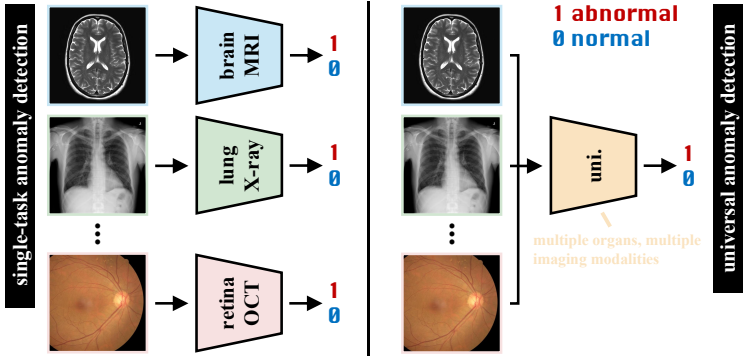 single-task anomaly detection
brain
MRI
1
0
lung
X-ray
1
0
...
retina
OCT
1
0
1 abnormal
0 normal
uni.
1
0
multiple organs, multiple
imaging modalities
...
universal anomaly detection